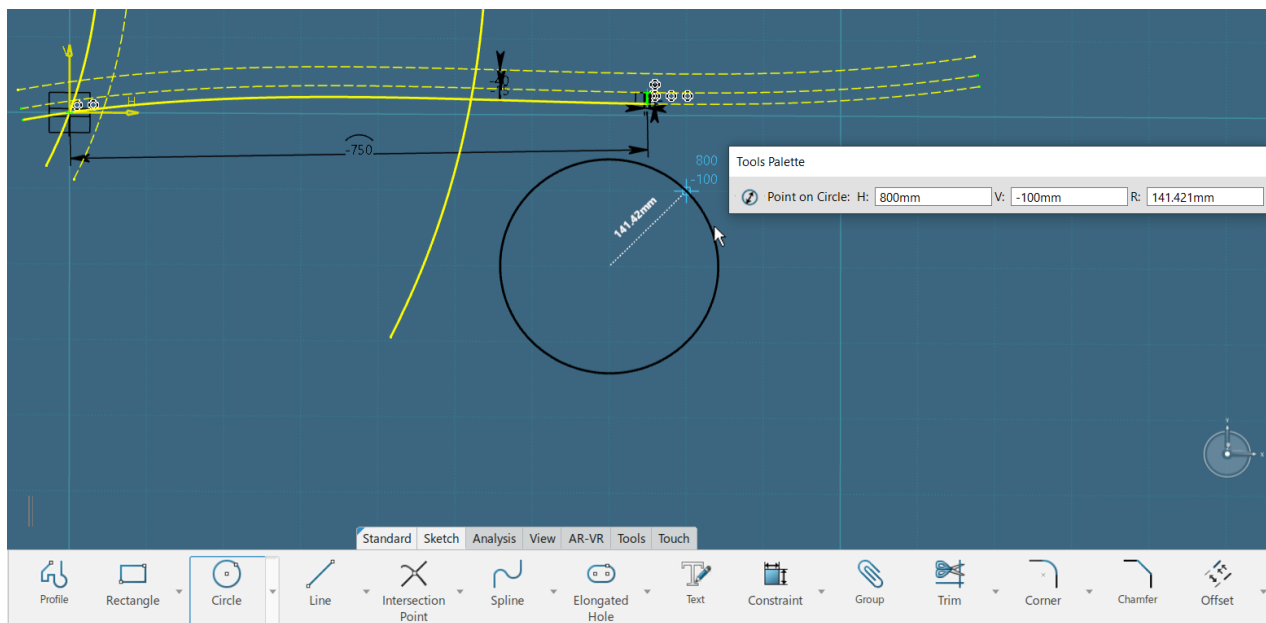 V
H
-750
800
-100
141.42mm
Tools Palette
Point on Circle: H: 800mm V: -100mm R: 141.421mm
Y
X
Standard Sketch Analysis View AR-VR Tools Touch
Profile Rectangle Circle Line Intersection Point Spline Elongated Hole Text Constraint Group Trim Corner Chamfer Offset